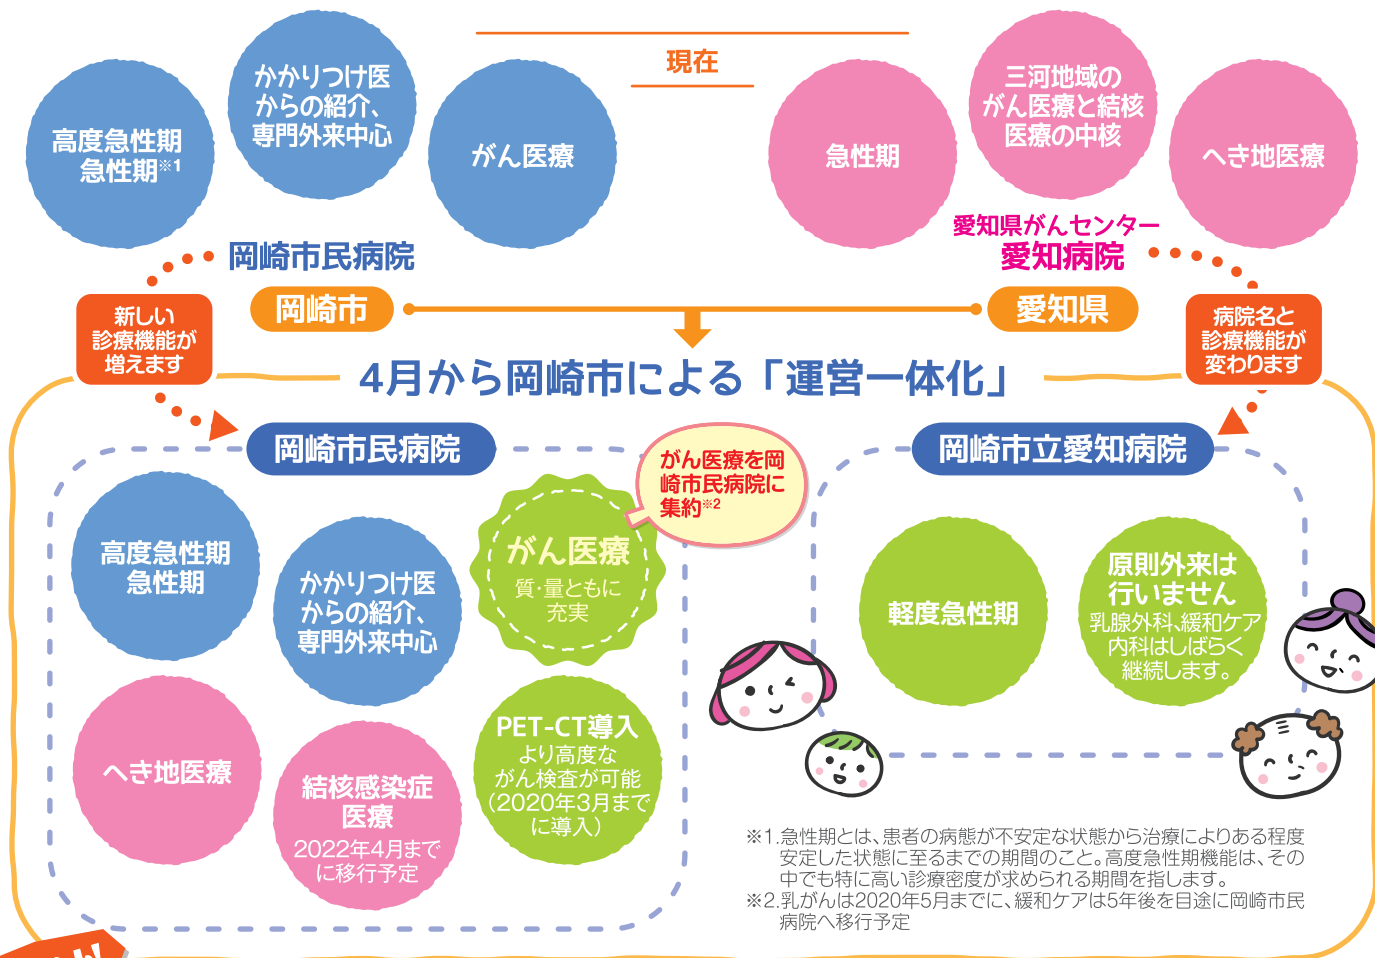 現在
高度急性期
急性期※1
かかりつけ医
からの紹介、
専門外来中心
がん医療
岡崎市民病院
急性期
三河地域の
がん医療と結核
医療の中核
へき地医療
愛知県がんセンター
愛知病院
岡崎市
愛知県
新しい
診療機能が
増えます
病院名と
診療機能が
変わります
4月から岡崎市による「運営一体化」
岡崎市民病院
高度急性期
急性期
かかりつけ医
からの紹介、
専門外来中心
がん医療
質・量ともに
充実
がん医療を岡
崎市民病院に
集約※2
へき地医療
結核感染症
医療
2022年4月まで
に移行予定
PET-CT導入
より高度な
がん検査が可能
（2020年3月まで
に導入）
岡崎市立愛知病院
軽度急性期
原則外来は
行いません
乳腺外科、緩和ケア
内科はしばらく
継続します。
※1.急性期とは、患者の病態が不安定な状態から治療によりある程度
安定した状態に至るまでの期間のこと。高度急性期機能は、その
中でも特に高い診療密度が求められる期間を指します。
※2.乳がんは2020年5月までに、緩和ケアは5年後を目途に岡崎市民
病院へ移行予定